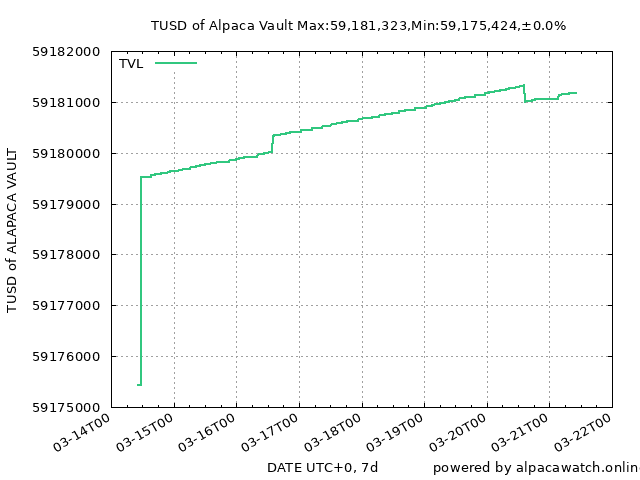 TUSD of Alpaca Vault Max:59,181,323,Min:59,175,424,±0.0%
TVL
59182000
59181000
59180000
59179000
59178000
59177000
59176000
59175000
TUSD of ALAPACA VAULT
03-14T00
03-15T00
03-16T00
03-17T00
03-18T00
03-19T00
03-20T00
03-21T00
03-22T00
DATE UTC+0, 7d
powered by alpacawatch.onlin